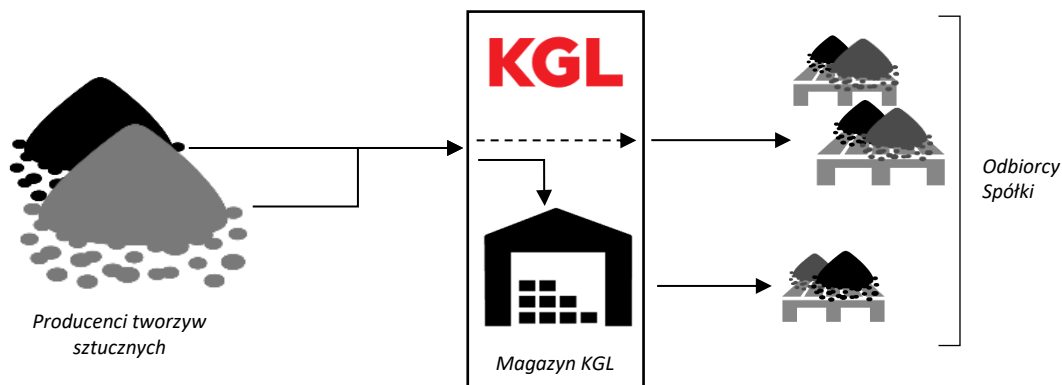 KGL
Odbiorcy
Spółki
Producenci tworzyw
sztucznych
Magazyn KGL